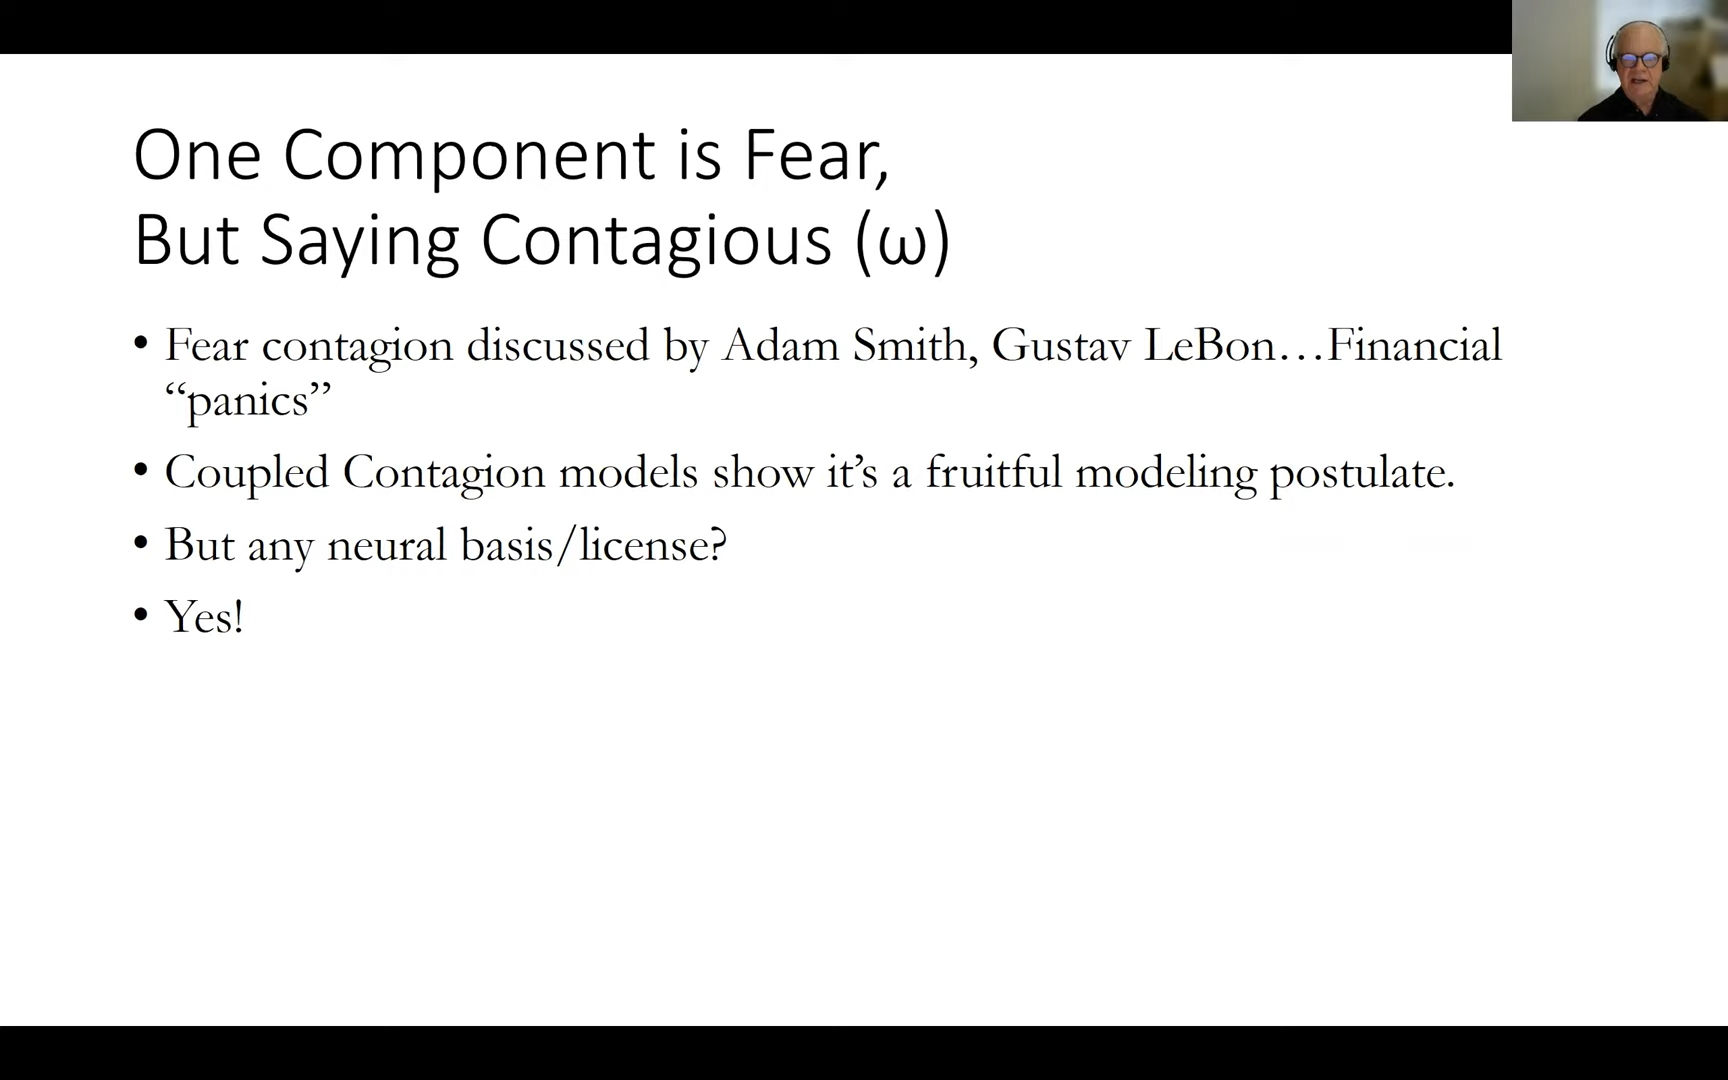 One Component is Fear,
But Saying Contagious (ω)
• Fear contagion discussed by Adam Smith, Gustav LeBon…Financial
“panics”
• Coupled Contagion models show it’s a fruitful modeling postulate.
• But any neural basis/license?
• Yes!